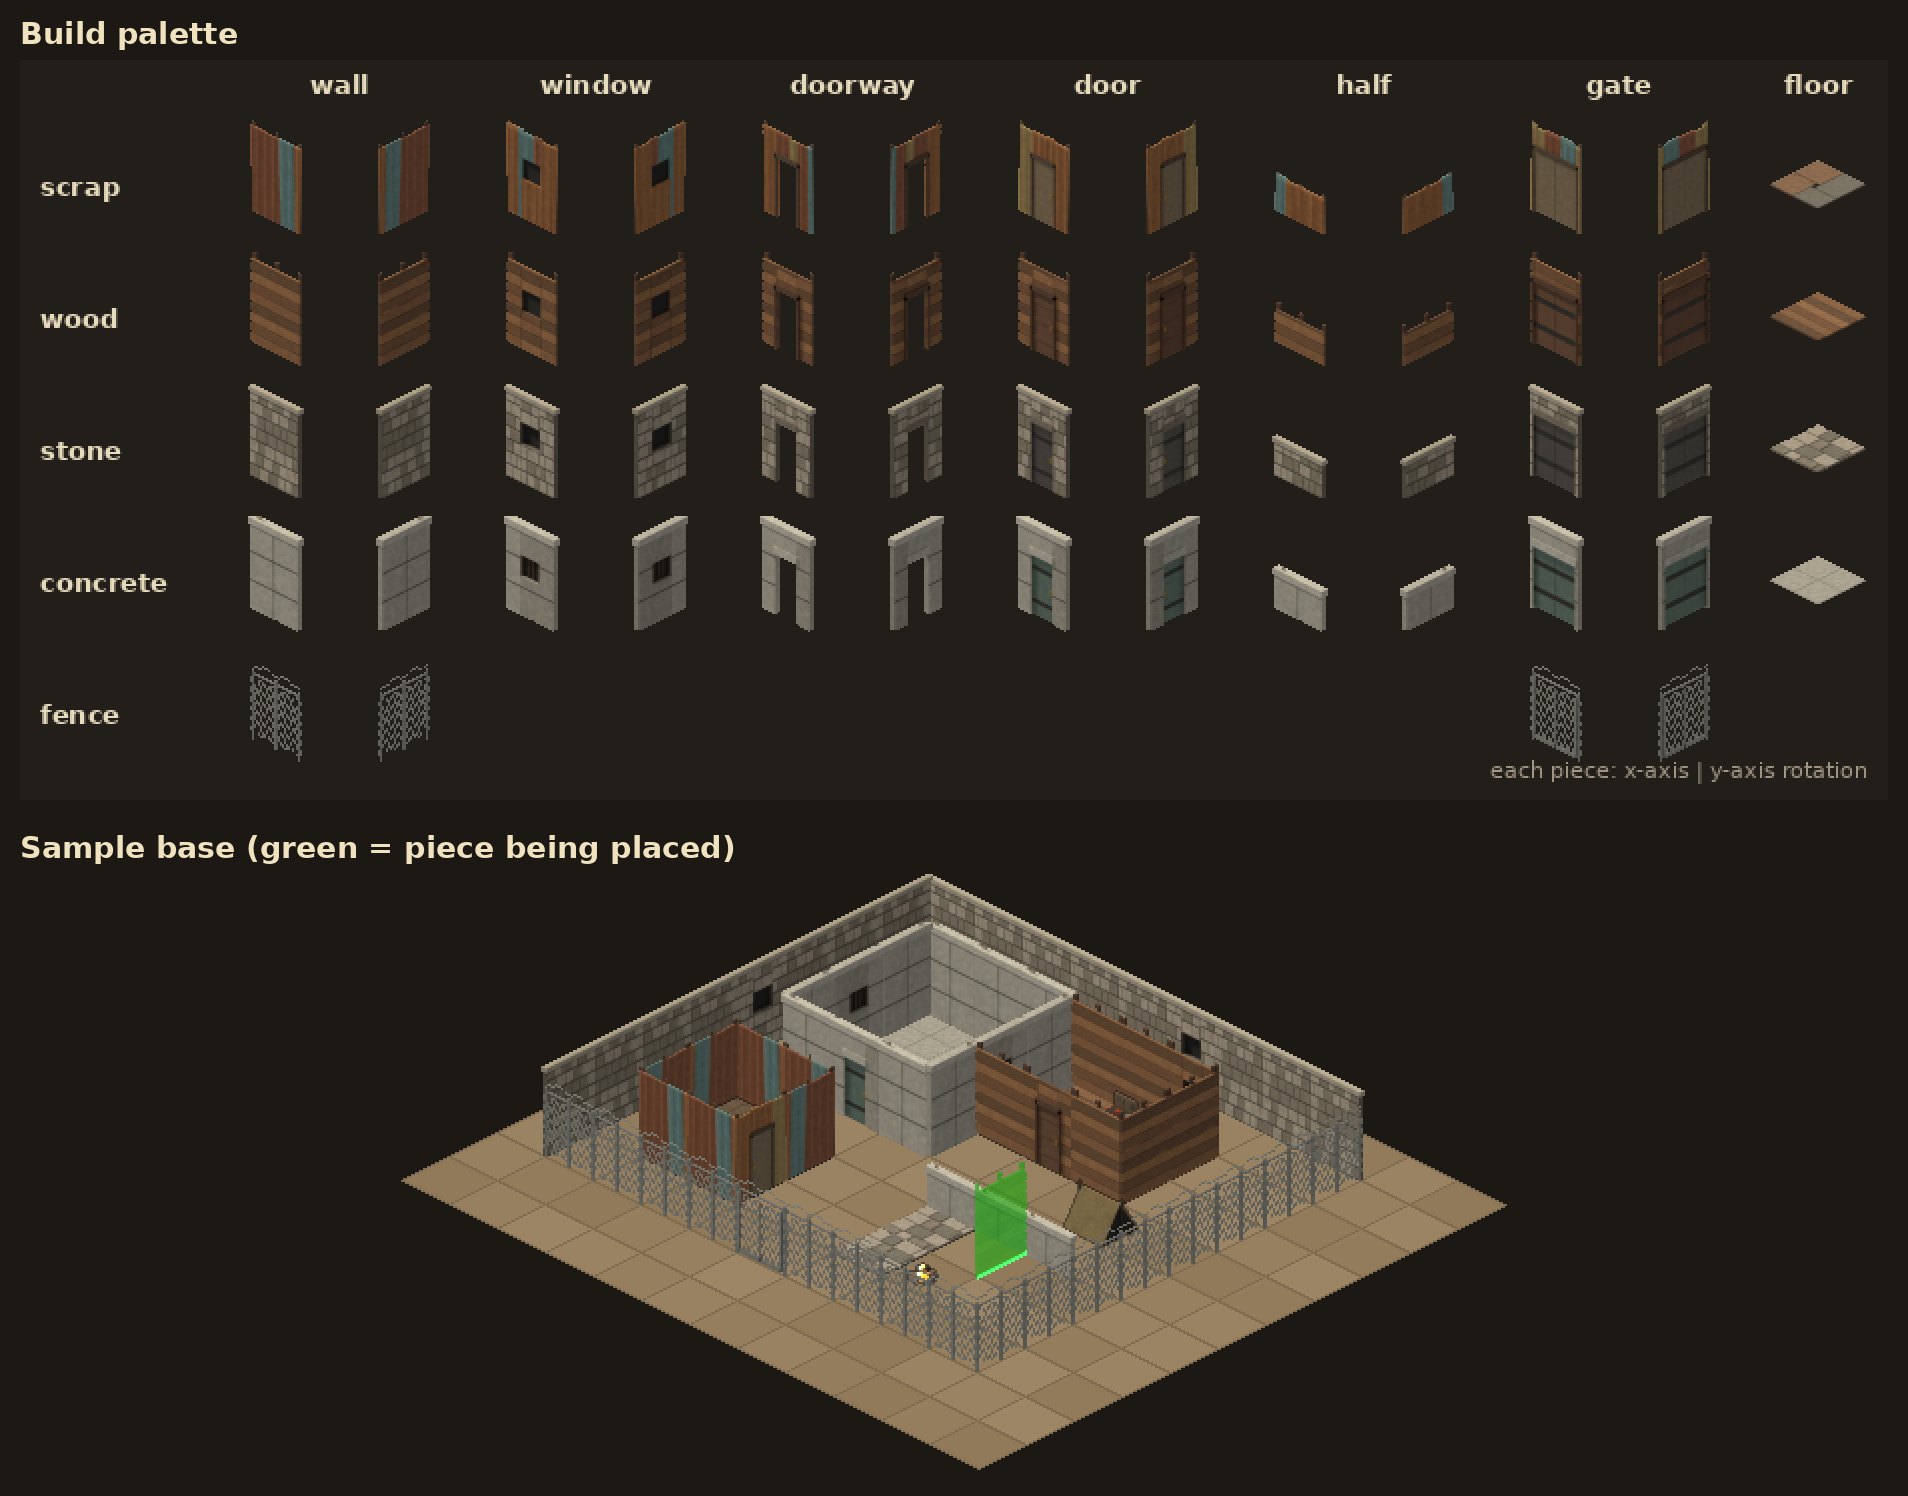 Build palette
wall window doorway door half gate floor
scrap
wood
stone
concrete
fence
each piece: x-axis | y-axis rotation
Sample base (green = piece being placed)